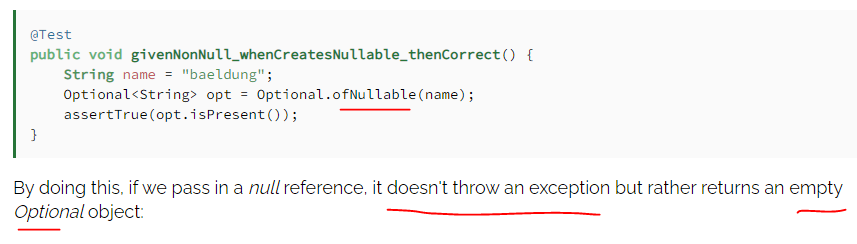 @Test
public void givenNonNull_whenCreatesNullable_thenCorrect() {
    String name = "baeldung";
    Optional<String> opt = Optional.ofNullable(name);
    assertTrue(opt.isPresent());
}
By doing this, if we pass in a null reference, it doesn't throw an exception but rather returns an empty
Optional object: